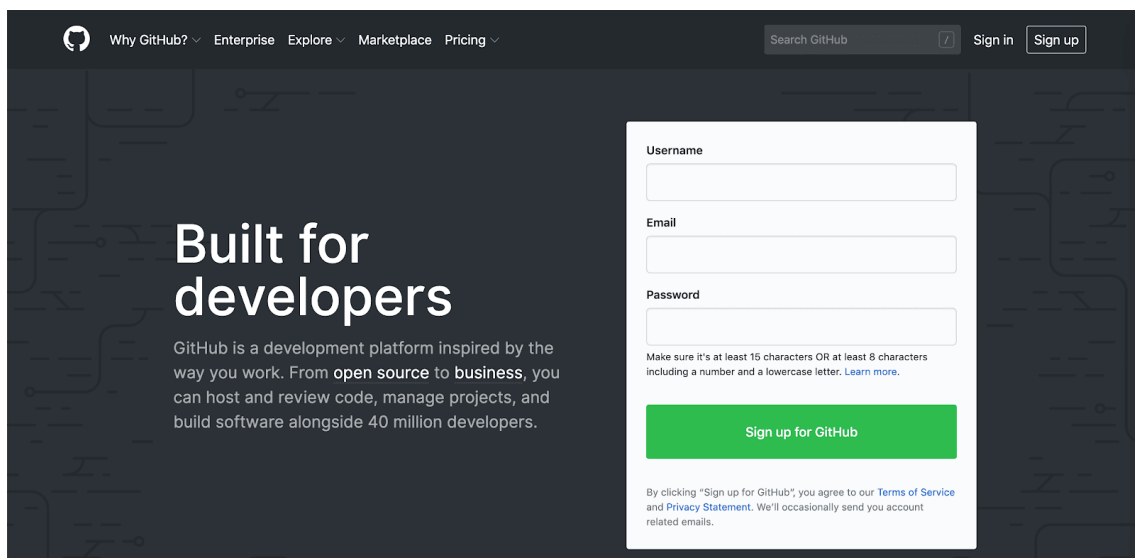 Why GitHub? Enterprise Explore Marketplace Pricing Search GitHub / Sign in Sign up
Built for
developers
GitHub is a development platform inspired by the
way you work. From open source to business, you
can host and review code, manage projects, and
build software alongside 40 million developers.
Username
Email
Password
Make sure it's at least 15 characters OR at least 8 characters
including a number and a lowercase letter. Learn more.
Sign up for GitHub
By clicking “Sign up for GitHub”, you agree to our Terms of Service
and Privacy Statement. We’ll occasionally send you account
related emails.